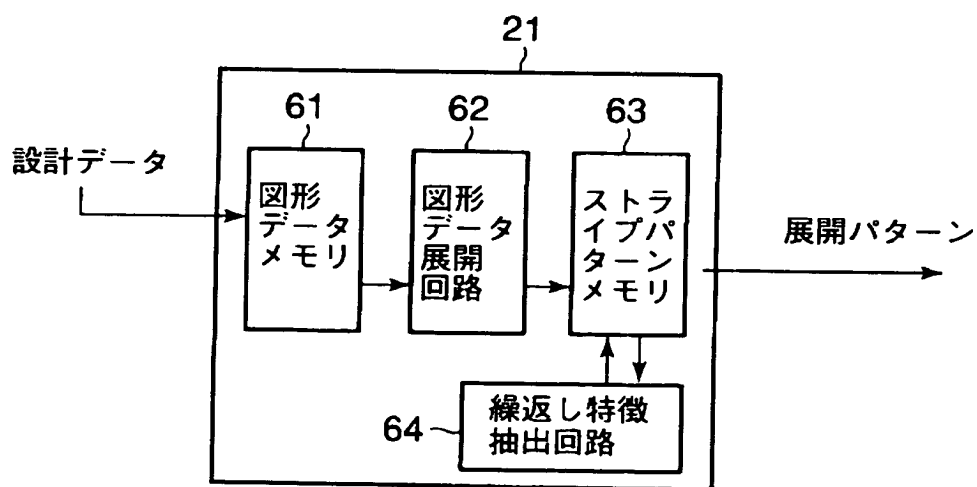 21
61
62
63
設計データ
図形
データ
メモリ
図形
データ
展開
回路
ストラ
イプパ
ターン
メモリ
展開パターン
64
繰返し特徴
抽出回路